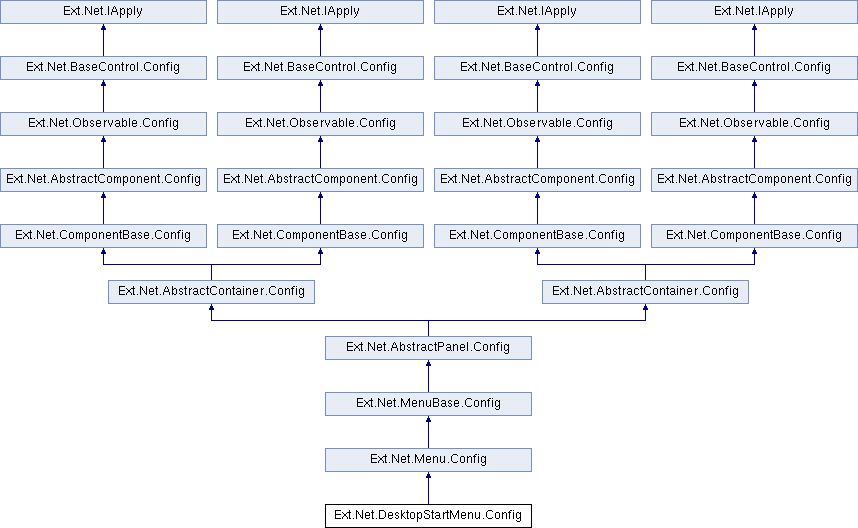 Ext.Net.IApply
Ext.Net.IApply
Ext.Net.IApply
Ext.Net.IApply
Ext.Net.BaseControl.Config
Ext.Net.BaseControl.Config
Ext.Net.BaseControl.Config
Ext.Net.BaseControl.Config
Ext.Net.Observable.Config
Ext.Net.Observable.Config
Ext.Net.Observable.Config
Ext.Net.Observable.Config
Ext.Net.AbstractComponent.Config
Ext.Net.AbstractComponent.Config
Ext.Net.AbstractComponent.Config
Ext.Net.AbstractComponent.Config
Ext.Net.ComponentBase.Config
Ext.Net.ComponentBase.Config
Ext.Net.ComponentBase.Config
Ext.Net.ComponentBase.Config
Ext.Net.AbstractContainer.Config
Ext.Net.AbstractContainer.Config
Ext.Net.AbstractPanel.Config
Ext.Net.MenuBase.Config
Ext.Net.Menu.Config
Ext.Net.DesktopStartMenu.Config